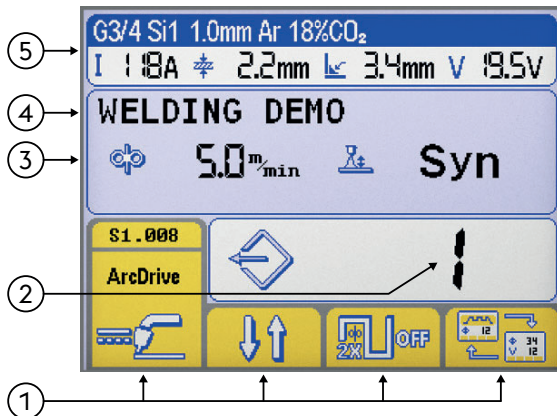 G3/4 Si1 1.0mm Ar 18%CO₂
5
I 118A 2.2mm 3.4mm V 19.5V
4
WELDING DEMO
3
5.0 m/min Syn
S1.008
ArcDrive
2
1
2X OFF
12
Φ 34
V 12
1